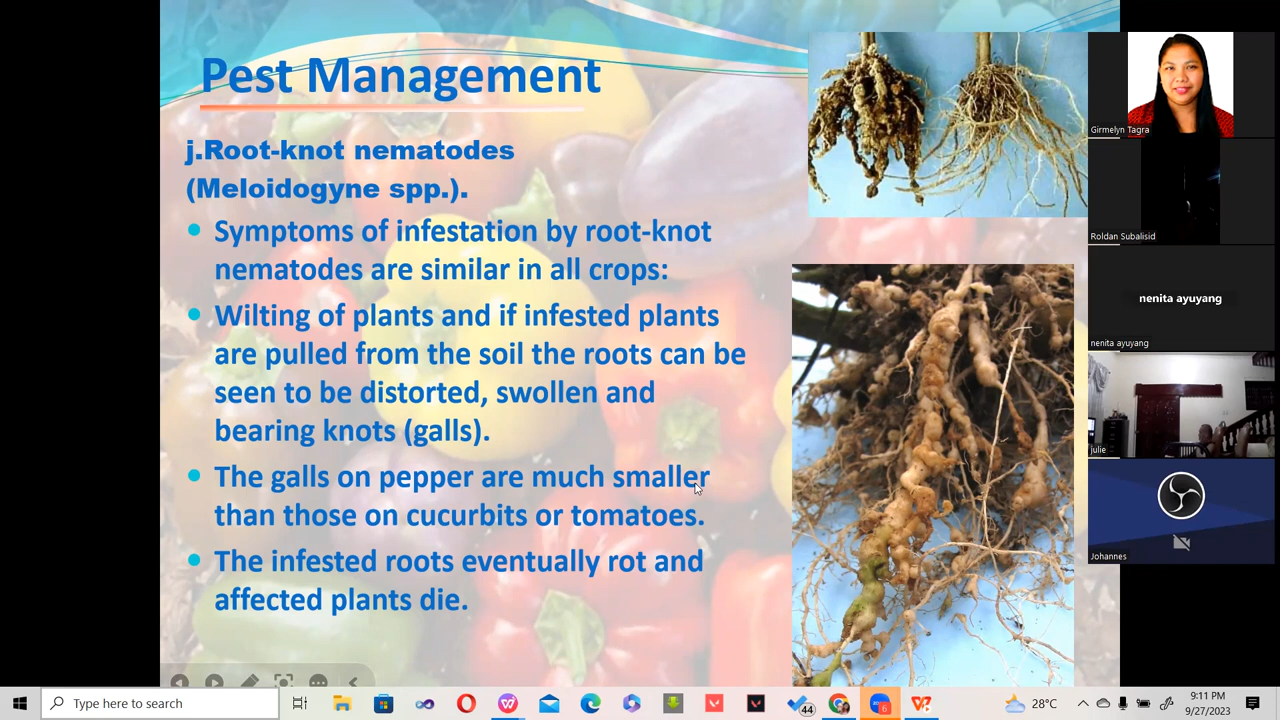 Pest Management
j.Root-knot nematodes
(Meloidogyne spp.).
Symptoms of infestation by root-knot
nematodes are similar in all crops:
Wilting of plants and if infested plants
are pulled from the soil the roots can be
seen to be distorted, swollen and
bearing knots (galls).
The galls on pepper are much smaller
than those on cucurbits or tomatoes.
The infested roots eventually rot and
affected plants die.
Girmelyn Tagra
Roldan Subalisid
nenita ayuyang
nenita ayuyang
julie
Johannes
Type here to search
44
6
28°C
9:11 PM
9/27/2023